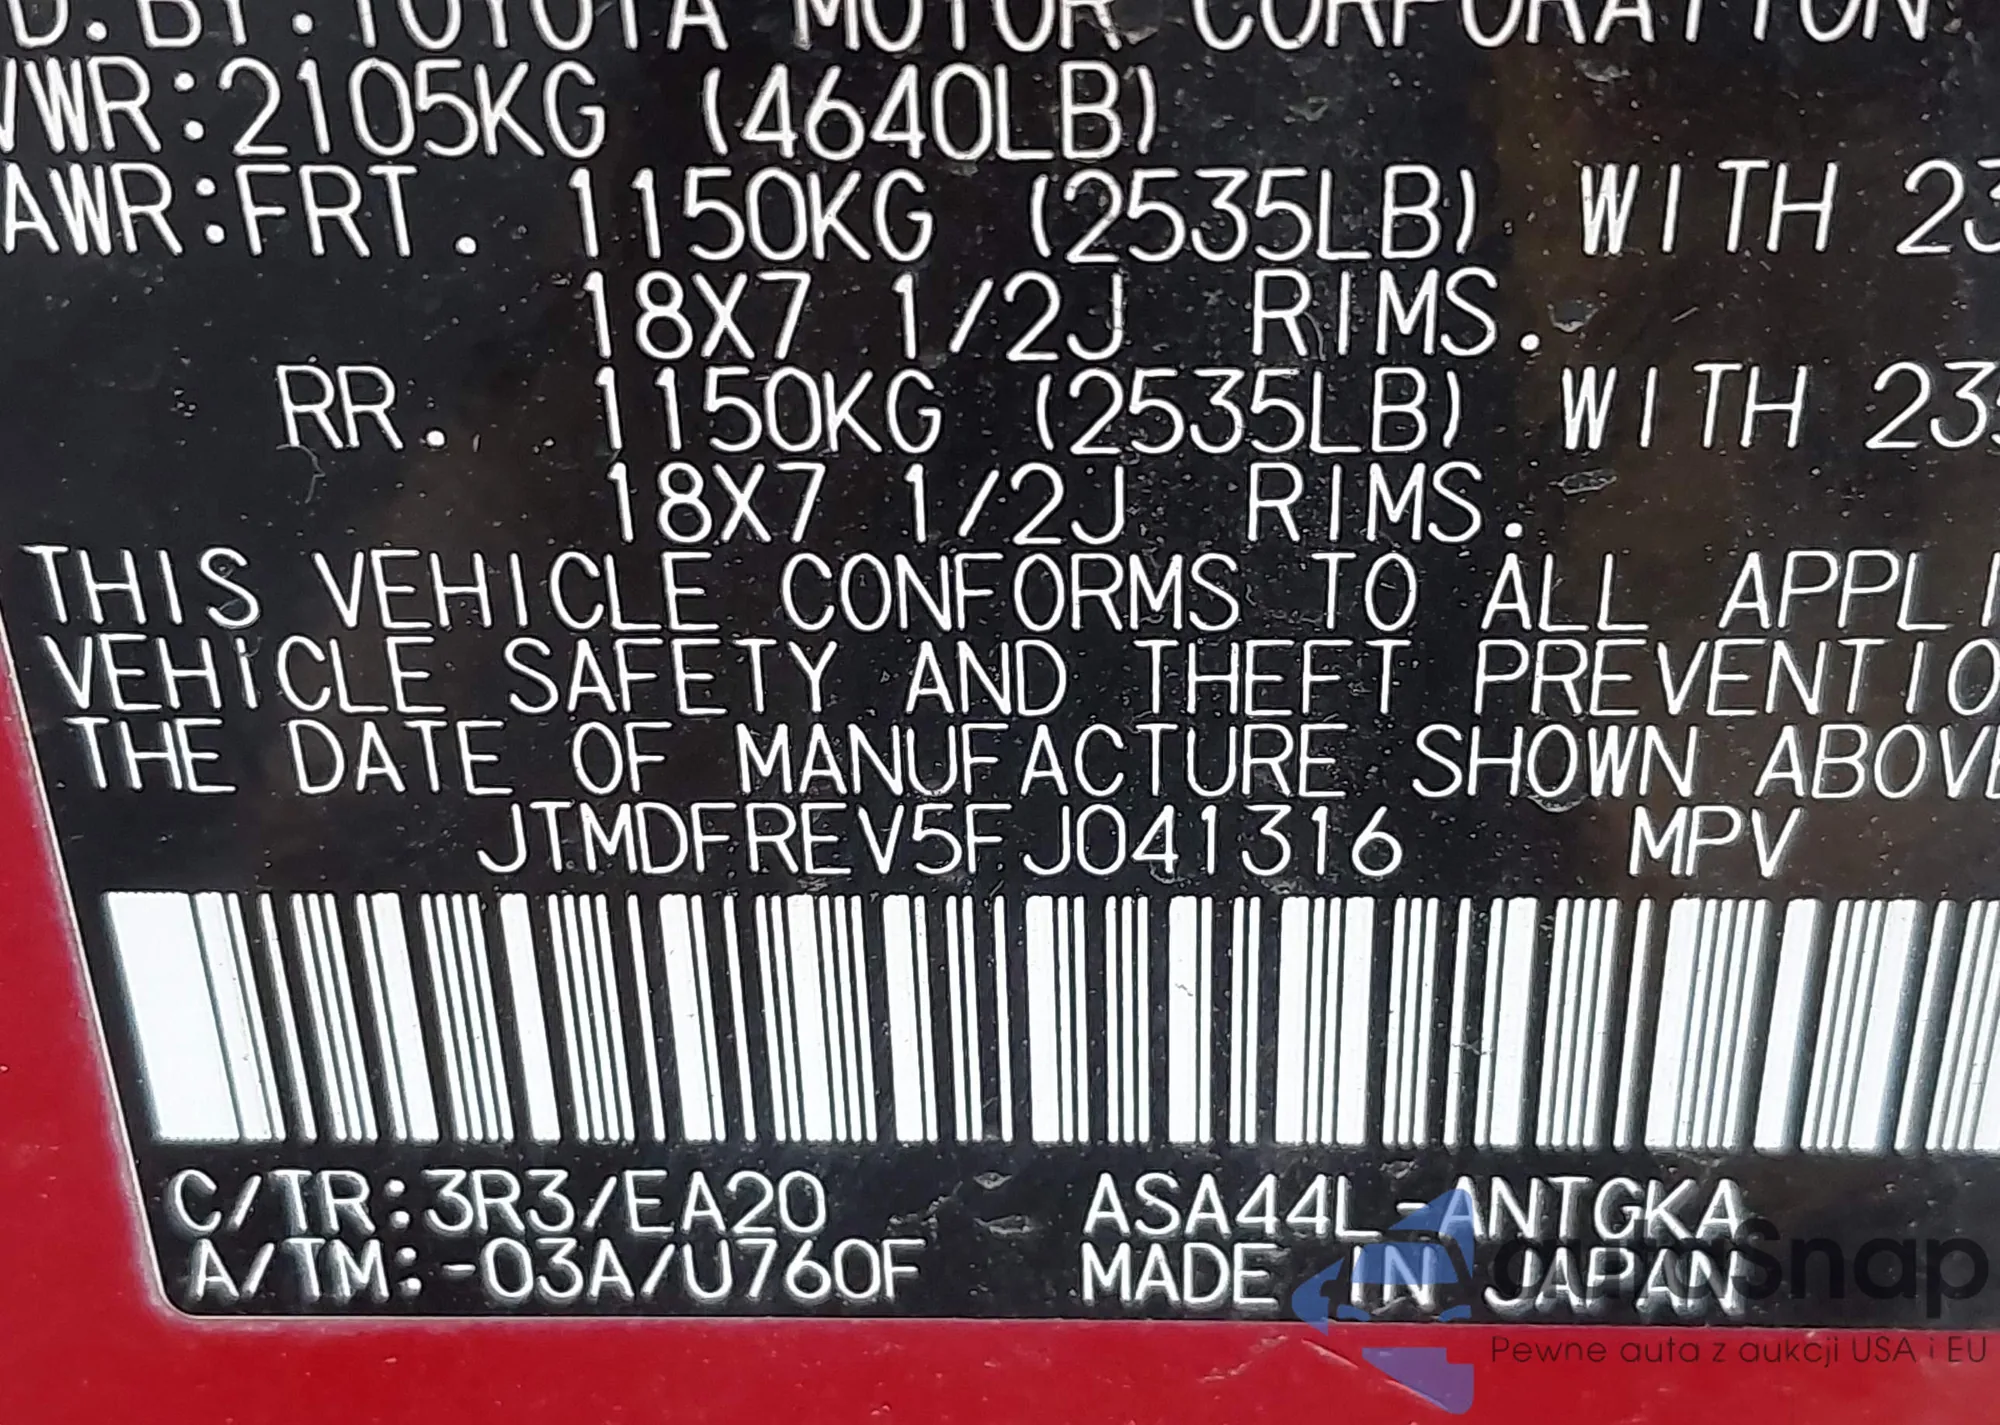 D.BY:TOYOTA MOTOR CORPORATION
VWR:2105KG (4640LB)
AWR:FRT. 1150KG (2535LB) WITH 23
18X7 1/2J RIMS.
RR. 1150KG (2535LB) WITH 235
18X7 1/2J RIMS.
THIS VEHICLE CONFORMS TO ALL APPLI
VEHICLE SAFETY AND THEFT PREVENTIO
THE DATE OF MANUFACTURE SHOWN ABOVE
JTMDFREV5FJ041316 MPV
C/TR:3R3/EA20 ASA44L-ANTGKA
A/TM:-03A/U760F MADE IN JAPAN
autoSnap
Pewne auta z aukcji USA i EU